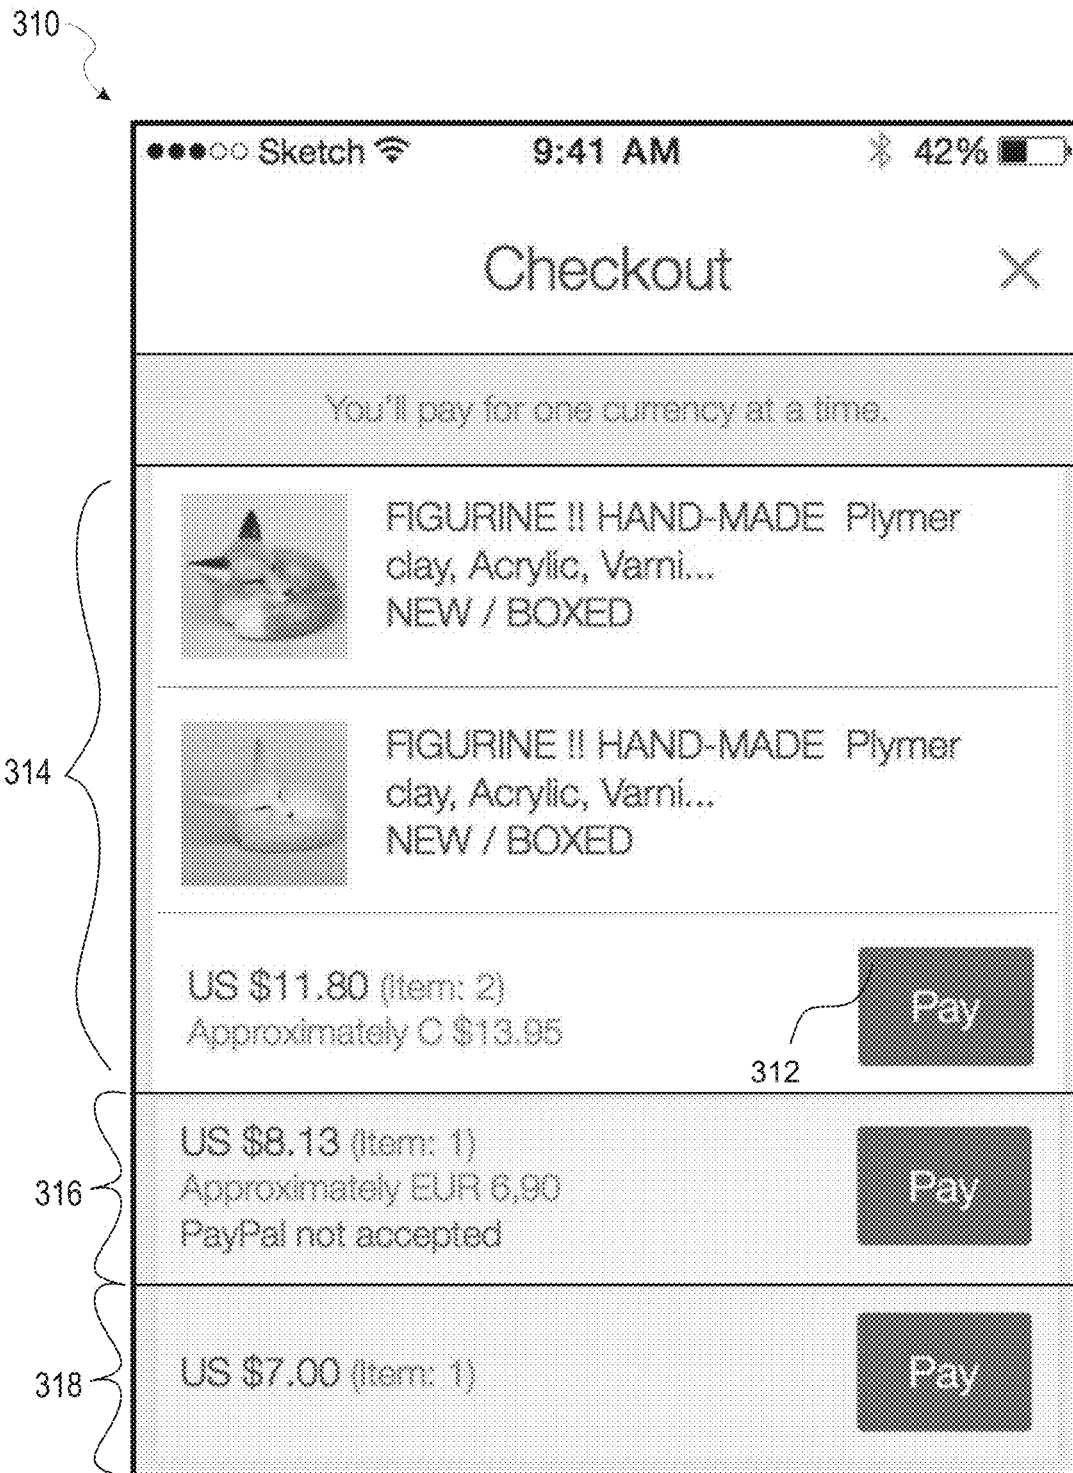 310
Sketch 9:41 AM 42%
Checkout ×
You'll pay for one currency at a time.
FIGURINE !! HAND-MADE Plymer
clay, Acrylic, Varni...
NEW / BOXED
314
FIGURINE !! HAND-MADE Plymer
clay, Acrylic, Varni...
NEW / BOXED
US $11.80 (Item: 2)
Approximately C $13.95
Pay
312
316
US $8.13 (Item: 1)
Approximately EUR 6,90
PayPal not accepted
Pay
318
US $7.00 (Item: 1)
Pay